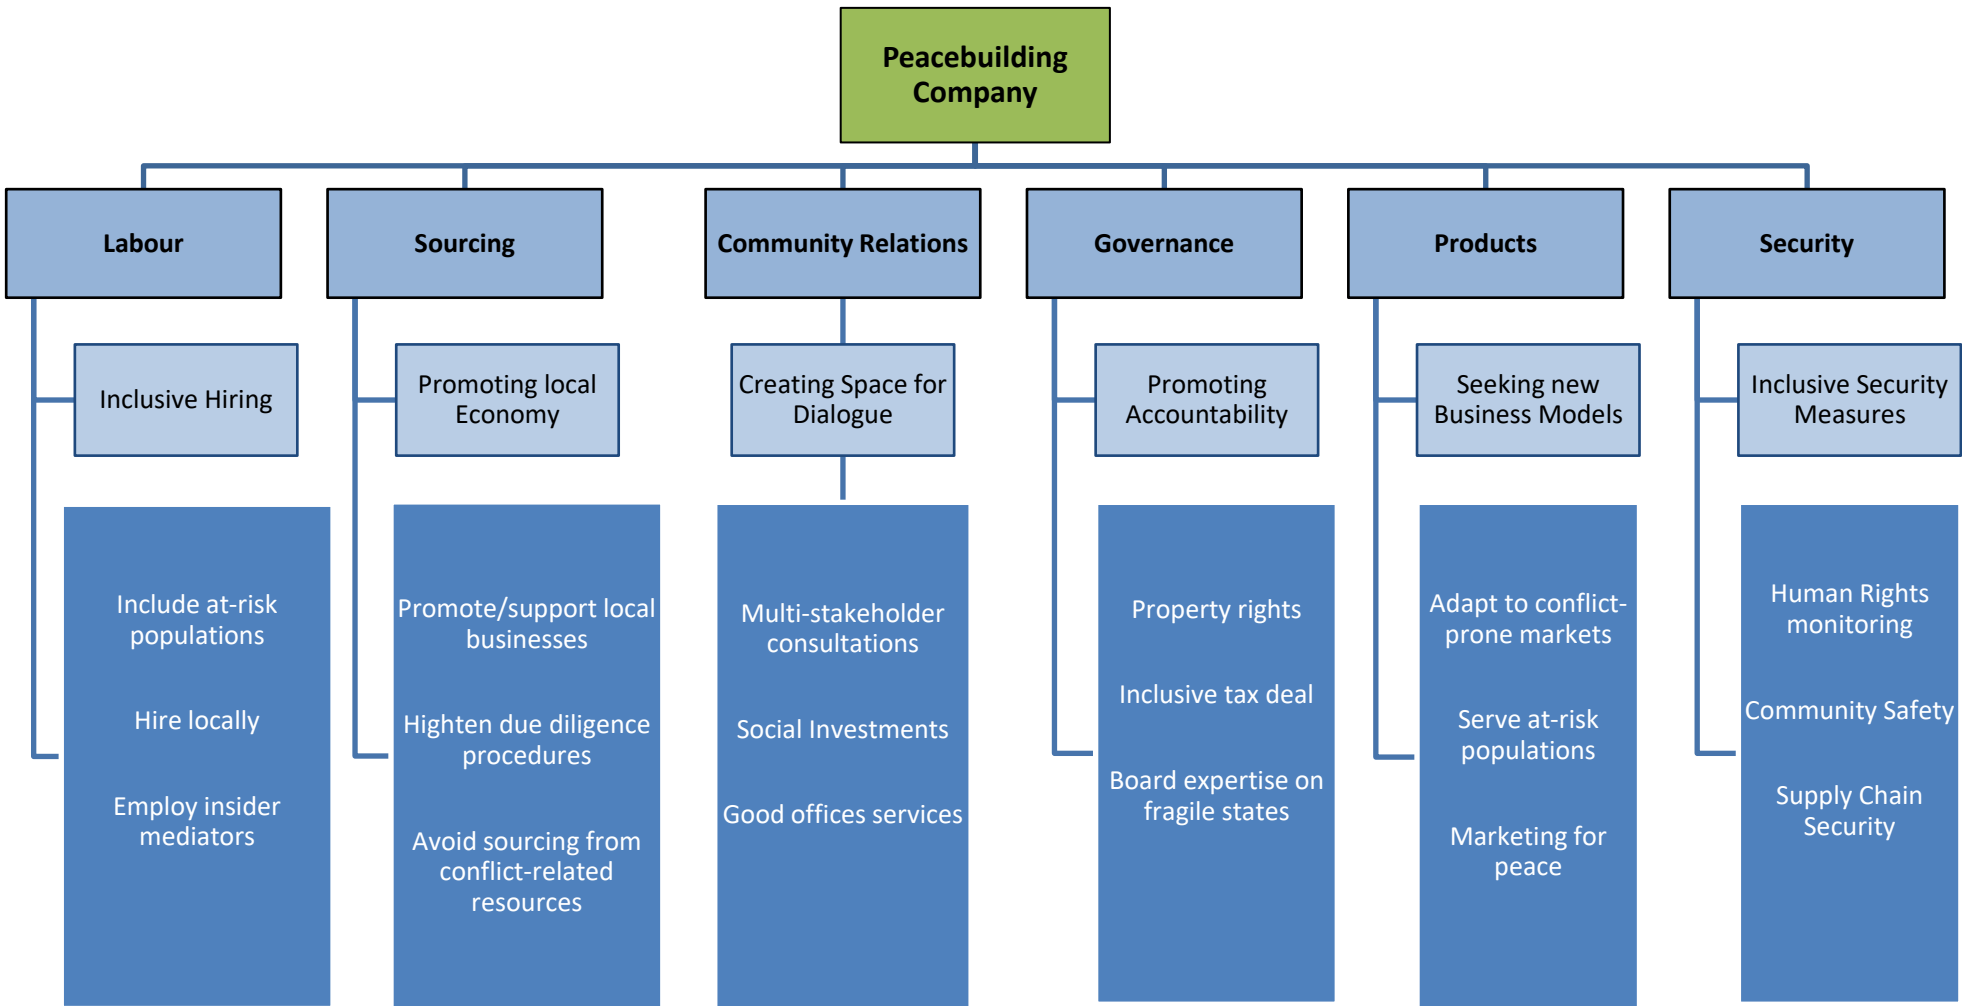 Peacebuilding
Company
Labour
Sourcing
Community Relations
Governance
Products
Security
Inclusive Hiring
Promoting local
Economy
Creating Space for
Dialogue
Promoting
Accountability
Seeking new
Business Models
Inclusive Security
Measures
Include at-risk
populations
Hire locally
Employ insider
mediators
Promote/support local
businesses
Highten due diligence
procedures
Avoid sourcing from
conflict-related
resources
Multi-stakeholder
consultations
Social Investments
Good offices services
Property rights
Inclusive tax deal
Board expertise on
fragile states
Adapt to conflict-
prone markets
Serve at-risk
populations
Marketing for
peace
Human Rights
monitoring
Community Safety
Supply Chain
Security